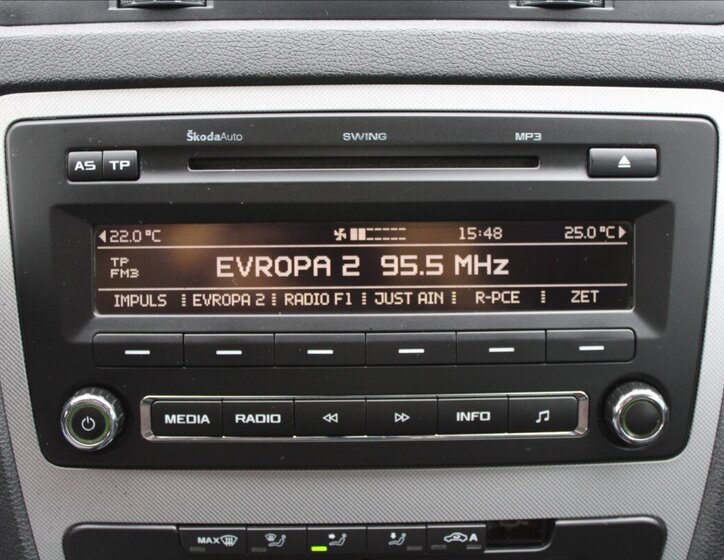 ŠkodaAuto SWING MP3
AS TP
22.0°C 15:48 25.0°C
TP
FM3
EVROPA 2 95.5 MHz
IMPULS EVROPA 2 RADIO F1 JUST AIN R-PCE ZET
MEDIA RADIO INFO
MAX A